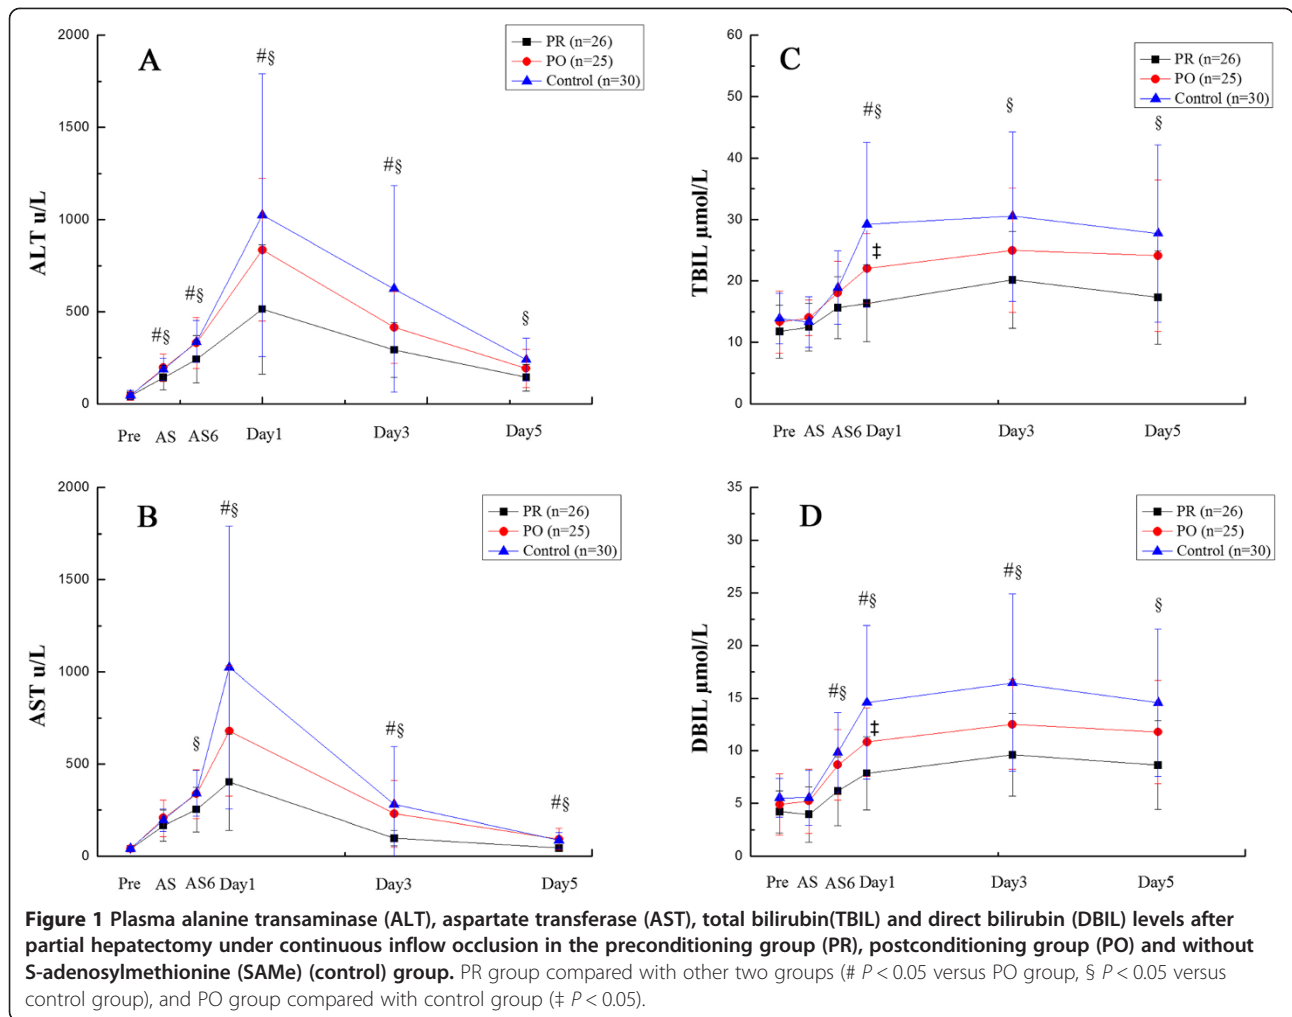 A
2000
1500
1000
500
0
ALT u/L
PR (n=26)
PO (n=25)
Control (n=30)
#§
#§
#§
#§
§
Pre AS AS6 Day1 Day3 Day5
C
60
50
40
30
20
10
0
TBIL µmol/L
PR (n=26)
PO (n=25)
Control (n=30)
#§
‡
§
§
Pre AS AS6 Day1 Day3 Day5
B
2000
1500
1000
500
0
AST u/L
PR (n=26)
PO (n=25)
Control (n=30)
§
#§
#§
#§
Pre AS AS6 Day1 Day3 Day5
D
35
30
25
20
15
10
5
0
DBIL µmol/L
PR (n=26)
PO (n=25)
Control (n=30)
#§
#§
‡
#§
§
Pre AS AS6 Day1 Day3 Day5
Figure 1 Plasma alanine transaminase (ALT), aspartate transferase (AST), total bilirubin(TBIL) and direct bilirubin (DBIL) levels after
partial hepatectomy under continuous inflow occlusion in the preconditioning group (PR), postconditioning group (PO) and without
S-adenosylmethionine (SAMe) (control) group. PR group compared with other two groups (# P < 0.05 versus PO group, § P < 0.05 versus
control group), and PO group compared with control group (‡ P < 0.05).